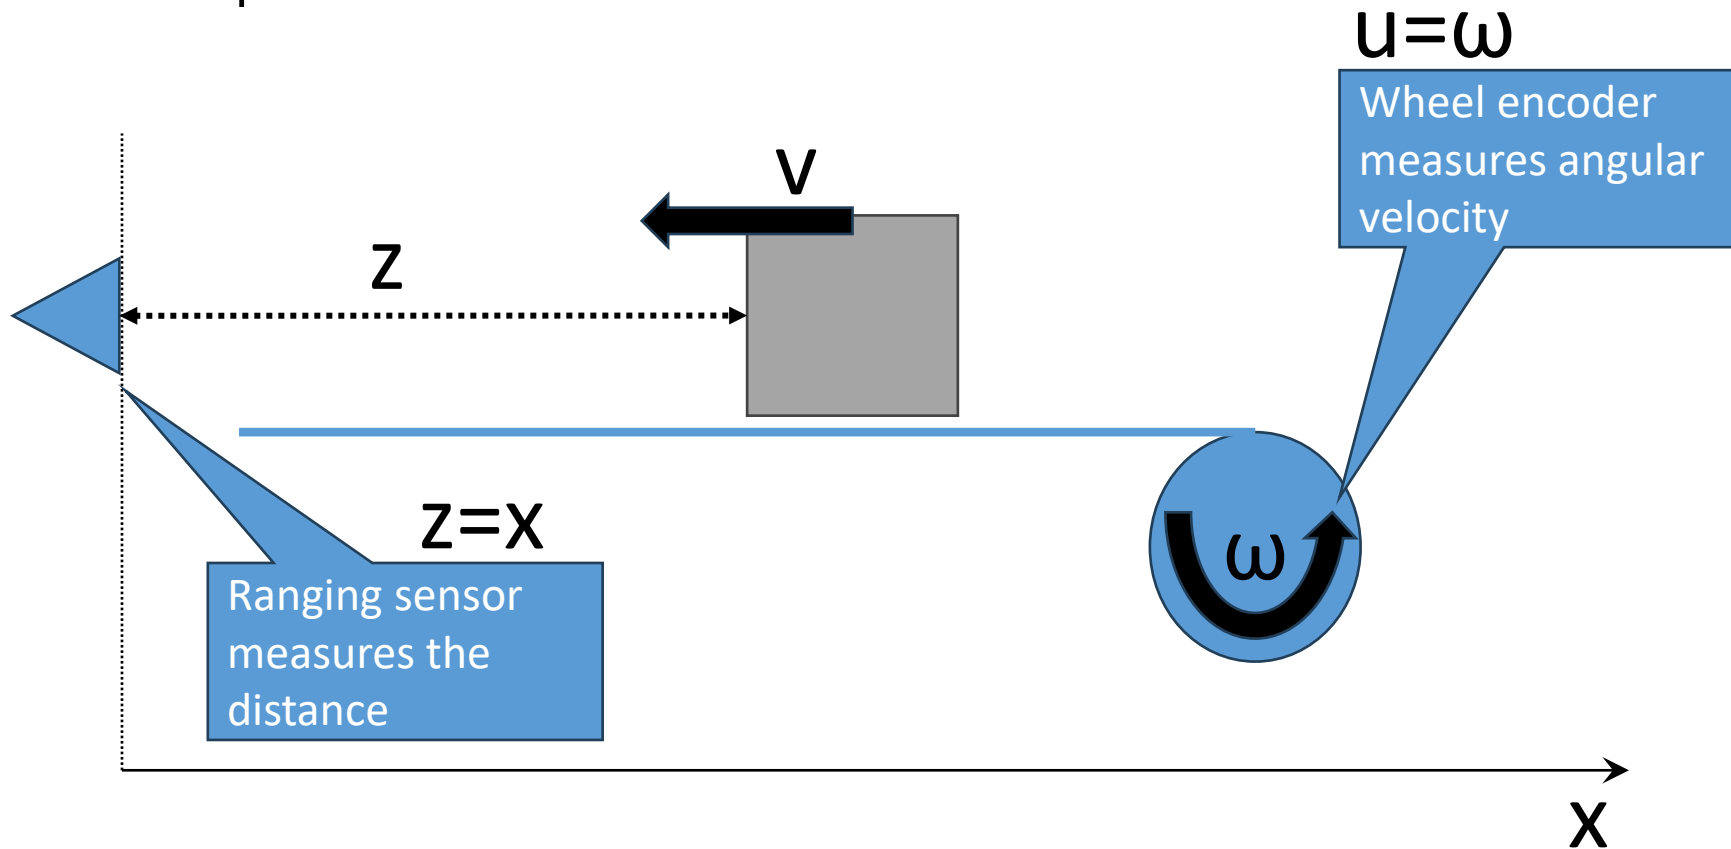 u=ω
Wheel encoder
measures angular
velocity
v
z
z=x
ω
Ranging sensor
measures the
distance
x